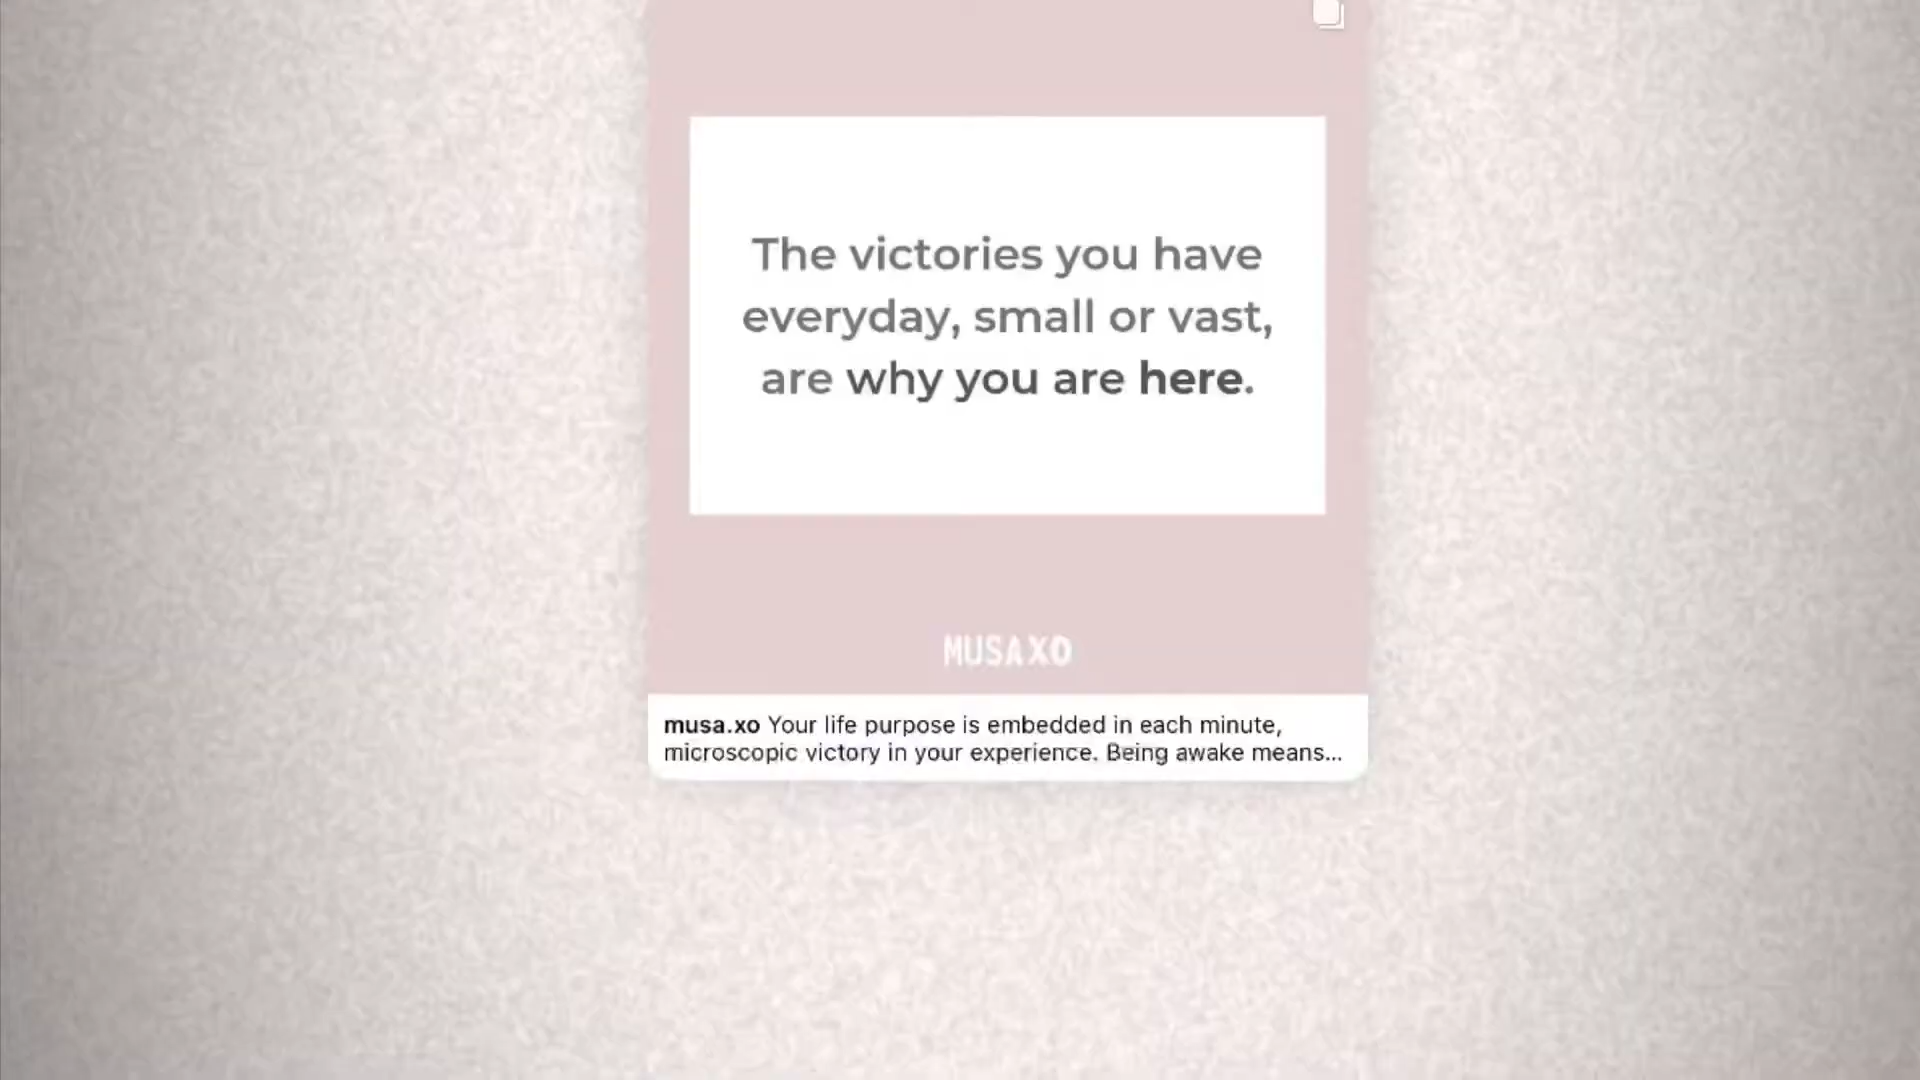 The victories you have
everyday, small or vast,
are why you are here.
MUSAXO
musa.xo Your life purpose is embedded in each minute,
microscopic victory in your experience. Being awake means...